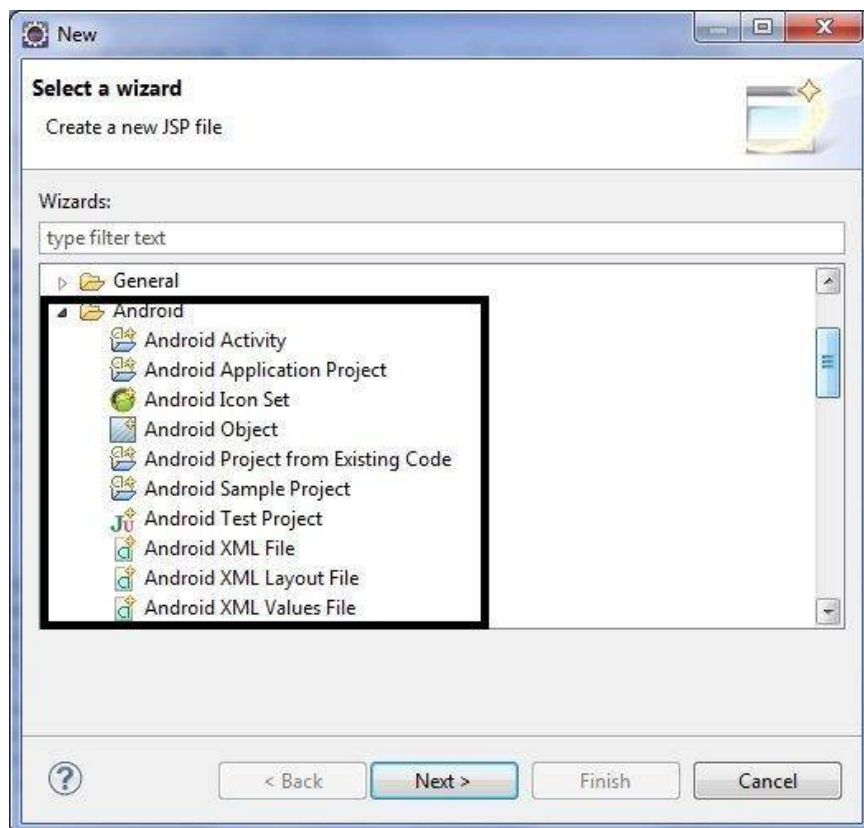 New
Select a wizard
Create a new JSP file
Wizards:
type filter text
General
Android
Android Activity
Android Application Project
Android Icon Set
Android Object
Android Project from Existing Code
Android Sample Project
Android Test Project
Android XML File
Android XML Layout File
Android XML Values File
< Back Next > Finish Cancel